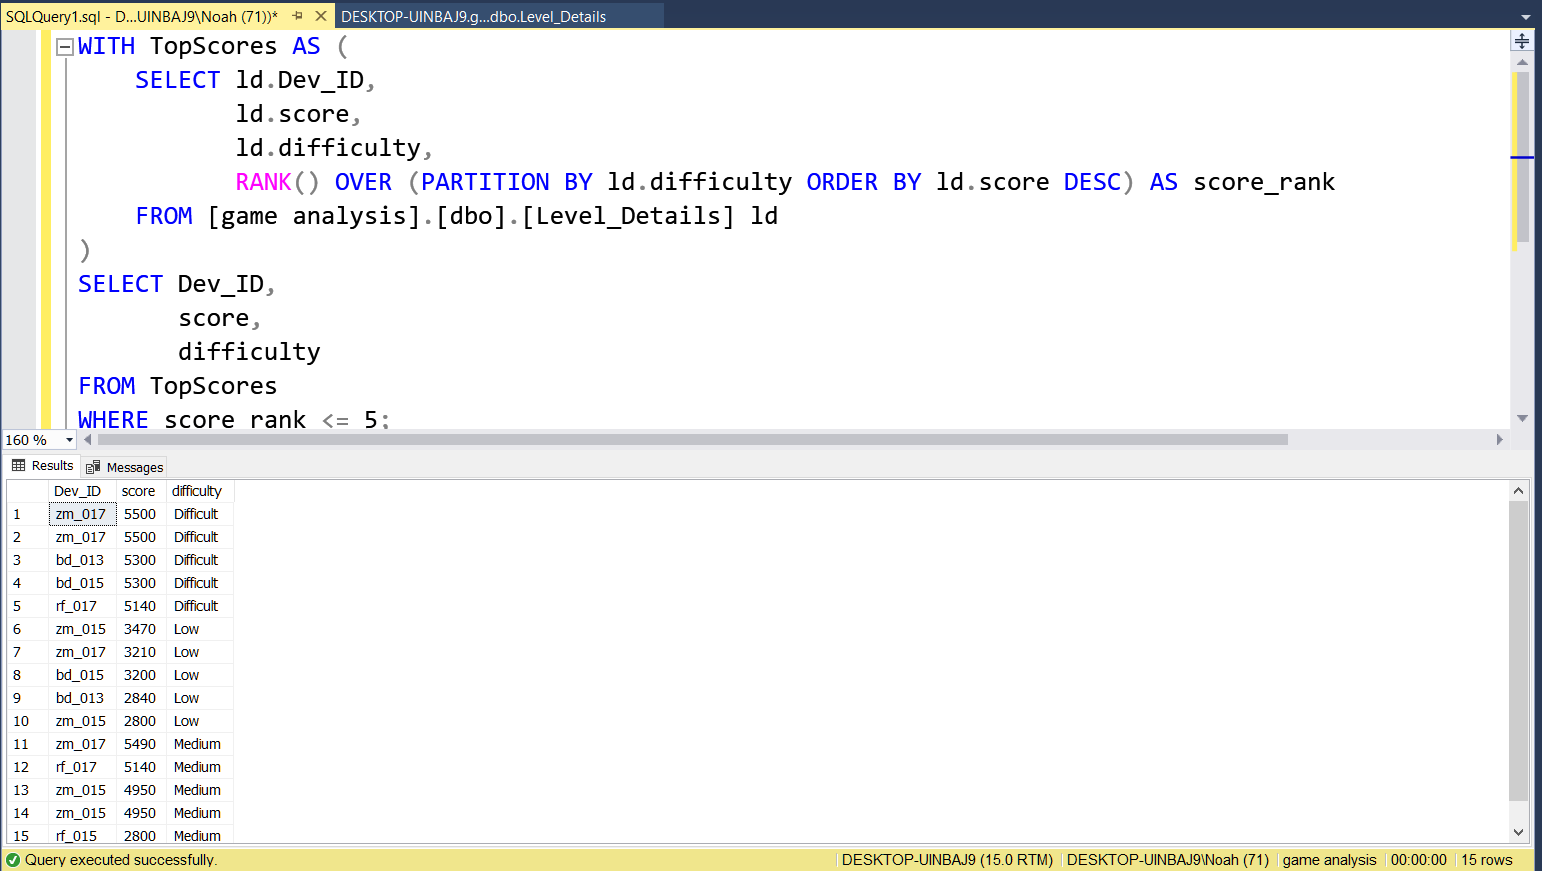 SQLQuery1.sql - D...UINBAJ9\Noah (71))* DESKTOP-UINBAJ9.g...dbo.Level_Details
WITH TopScores AS (
SELECT ld.Dev_ID,
ld.score,
ld.difficulty,
RANK() OVER (PARTITION BY ld.difficulty ORDER BY ld.score DESC) AS score_rank
FROM [game analysis].[dbo].[Level_Details] ld
)
SELECT Dev_ID,
score,
difficulty
FROM TopScores
WHERE score_rank <= 5;
160 %
Results Messages
Dev_ID score difficulty
1 zm_017 5500 Difficult
2 zm_017 5500 Difficult
3 bd_013 5300 Difficult
4 bd_015 5300 Difficult
5 rf_017 5140 Difficult
6 zm_015 3470 Low
7 zm_017 3210 Low
8 bd_015 3200 Low
9 bd_013 2840 Low
10 zm_015 2800 Low
11 zm_017 5490 Medium
12 rf_017 5140 Medium
13 zm_015 4950 Medium
14 zm_015 4950 Medium
15 rf_015 2800 Medium
Query executed successfully. DESKTOP-UINBAJ9 (15.0 RTM) DESKTOP-UINBAJ9\Noah (71) game analysis 00:00:00 15 rows